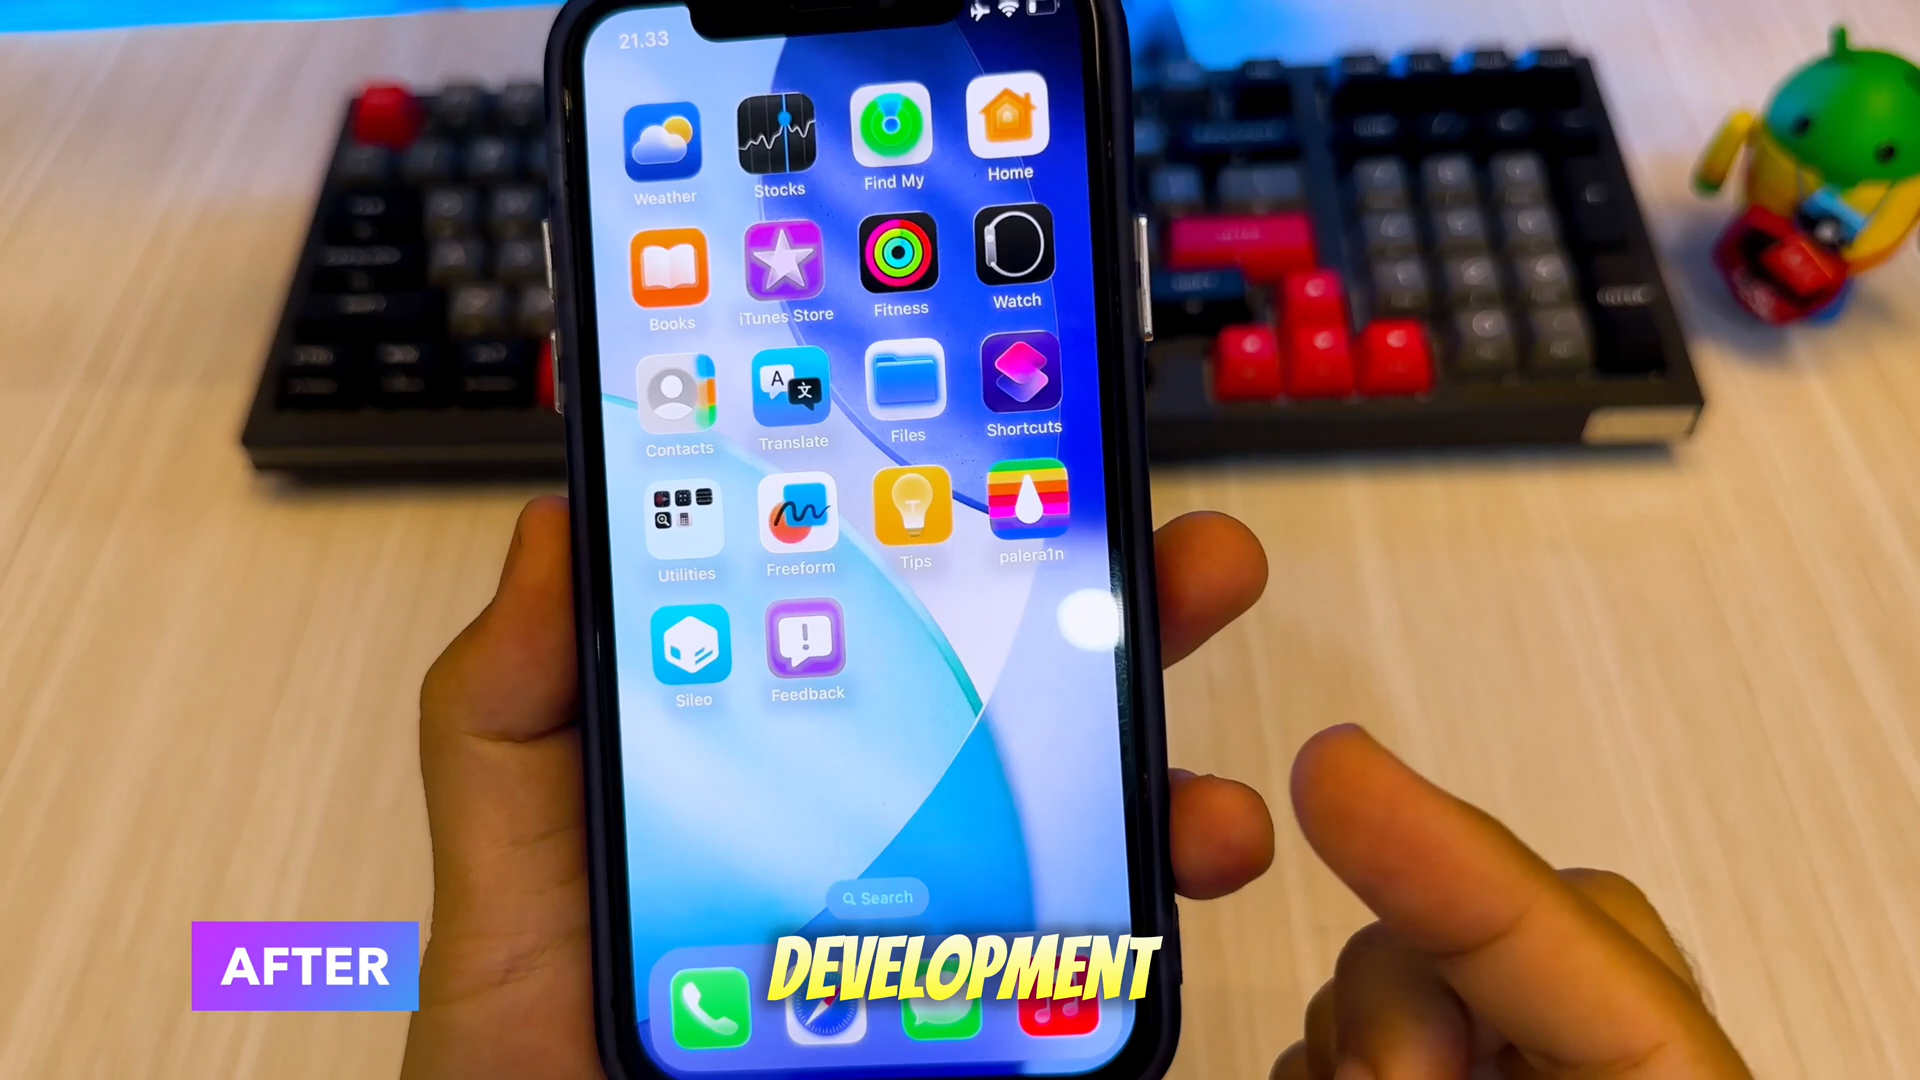 21.33
Weather
Stocks
Find My
Home
Books
iTunes Store
Fitness
Watch
Contacts
A
文
Translate
Files
Shortcuts
Utilities
Freeform
Tips
palera1n
Sileo
Feedback
Search
AFTER
DEVELOPMENT